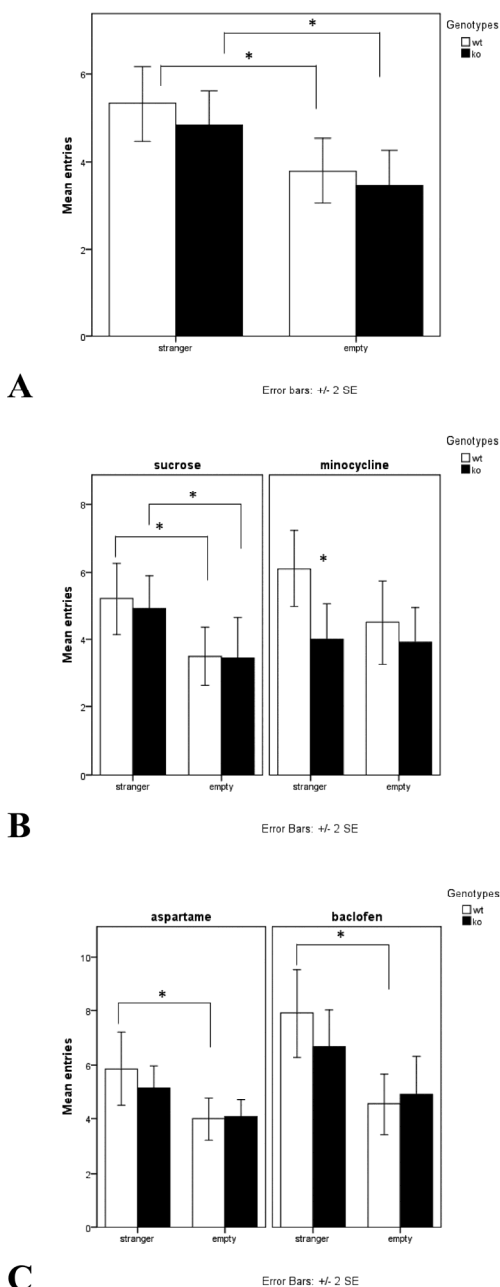 Genotypes
wt
ko
*
*
6
4
2
0
Mean entries
stranger empty
A
Error bars: +/- 2 SE
Genotypes
wt
ko
sucrose minocycline
8
6
4
2
0
Mean entries
*
*
*
stranger empty stranger empty
B
Error Bars: +/- 2 SE
Genotypes
wt
ko
aspartame baclofen
10
8
6
4
2
0
Mean entries
*
*
stranger empty stranger empty
C
Error Bars: +/- 2 SE